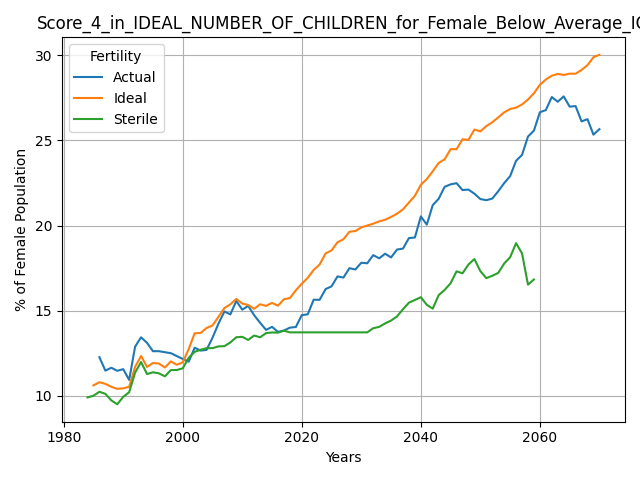 Score_4_in_IDEAL_NUMBER_OF_CHILDREN_for_Female_Below_Average_IQ
Fertility
Actual
Ideal
Sterile
% of Female Population
30
25
20
15
10
1980
2000
2020
2040
2060
Years